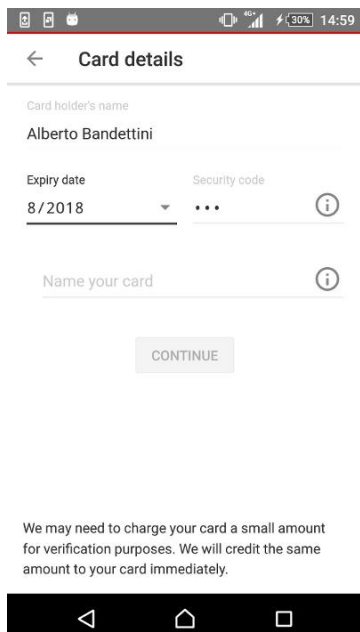 4G+ 30% 14:59
Card details
Card holder's name
Alberto Bandettini
Expiry date Security code
8/2018 •••
Name your card
CONTINUE
We may need to charge your card a small amount
for verification purposes. We will credit the same
amount to your card immediately.